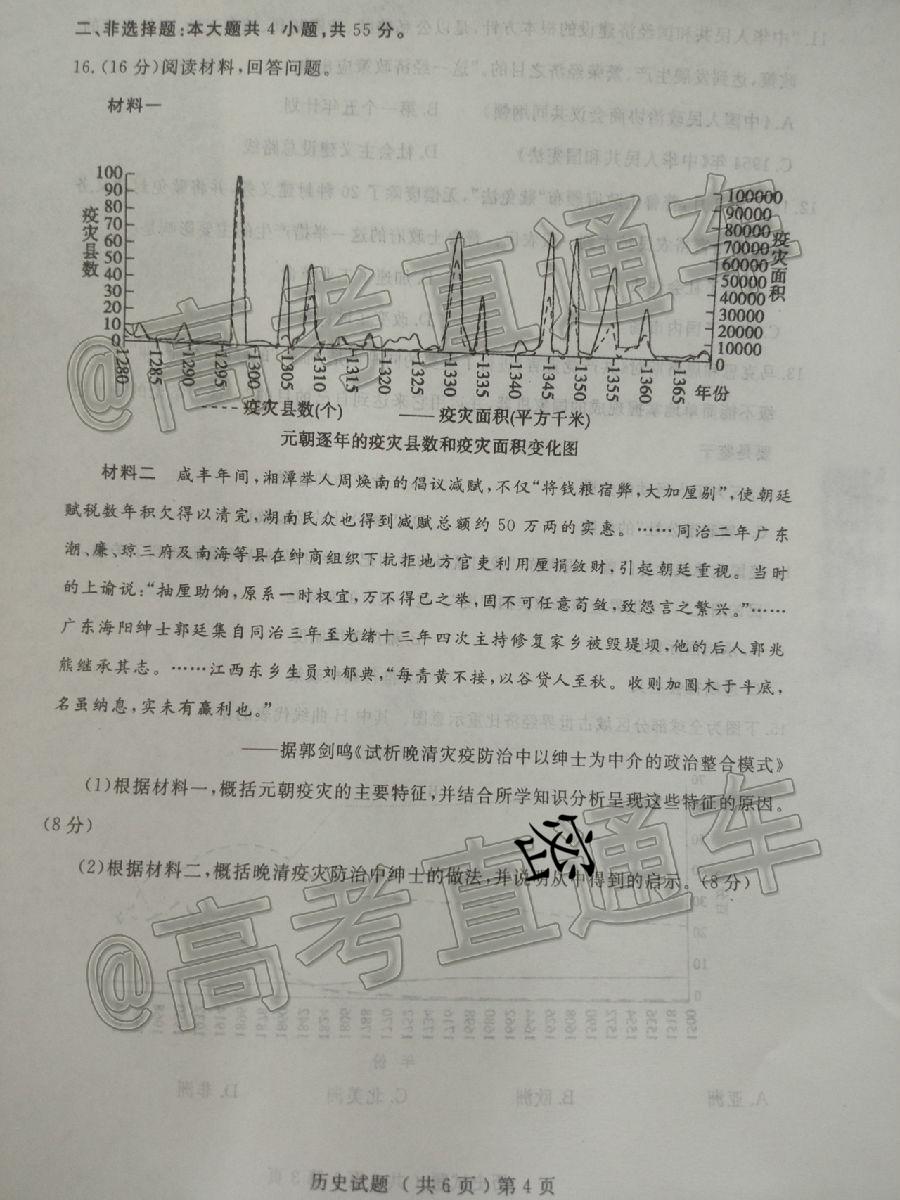 二、非选择题:本大题共4小题,共55分。
16.(16分)阅读材料,回答问题。
材料一
疫灾县数
100
90
80
70
60
50
40
30
20
10
0
疫灾面积
100000
90000
80000
70000
60000
50000
40000
30000
20000
10000
0
1280
1285
1290
1295
1300
1305
1310
1315
1320
1325
1330
1335
1340
1345
1350
1355
1360
1365
年份
疫灾县数(个)
疫灾面积(平方千米)
元朝逐年的疫灾县数和疫灾面积变化图
材料二 咸丰年间,湘潭举人周焕南的倡议减赋,不仅“将钱粮宿弊,大加厘剔”,使朝廷
赋税数年积欠得以清完,湖南民众也得到减赋总额约50万两的实惠。……同治二年广东
潮、廉、琼三府及南海等县在绅商组织下抗拒地方官吏利用厘捐敛财,引起朝廷重视。当时
的上谕说:“抽厘助饷,原系一时权宜,万不得已之举,固不可任意苛敛,致怨言之繁兴。”……
广东海阳绅士郭廷集自同治三年至光绪十三年四次主持修复家乡被毁堤坝,他的后人郭兆
熊继承其志。……江西东乡生员刘郁典,“每青黄不接,以谷贷人至秋。收则加圆木于斗底,
名虽纳息,实未有赢利也。”
——据郭剑鸣《试析晚清灾疫防治中以绅士为中介的政治整合模式》
(1)根据材料一,概括元朝疫灾的主要特征,并结合所学知识分析呈现这些特征的原因。
(8分)
(2)根据材料二,概括晚清疫灾防治中绅士的做法,并说明从中得到的启示。(8分)
密
@高考直通车
@高考直通车
历史试题 (共6页)第4页